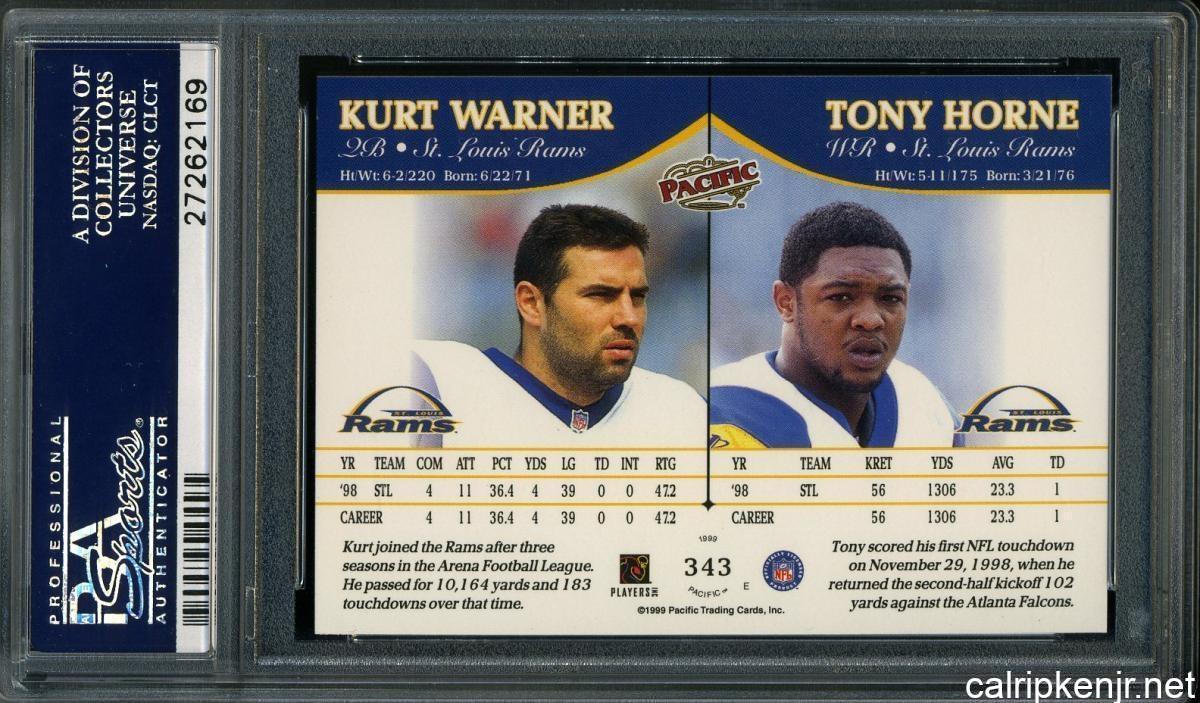 A DIVISION OF
COLLECTORS
UNIVERSE
NASDAQ: CLCT
27262169
PROFESSIONAL
PSA
Sports®
AUTHENTICATOR
KURT WARNER
QB • St. Louis Rams
Ht/Wt: 6-2/220 Born: 6/22/71
TONY HORNE
WR • St. Louis Rams
Ht/Wt: 5-11/175 Born: 3/21/76
PACIFIC
ST. LOUIS
Rams
ST. LOUIS
Rams
YR TEAM COM ATT PCT YDS LG TD INT RTG
'98 STL 4 11 36.4 4 39 0 0 47.2
CAREER 4 11 36.4 4 39 0 0 47.2
YR TEAM KRET YDS AVG TD
'98 STL 56 1306 23.3 1
CAREER 56 1306 23.3 1
Kurt joined the Rams after three
seasons in the Arena Football League.
He passed for 10,164 yards and 183
touchdowns over that time.
PLAYERS INC
1999
343
PACIFIC
E
NFL
©1999 Pacific Trading Cards, Inc.
Tony scored his first NFL touchdown
on November 29, 1998, when he
returned the second-half kickoff 102
yards against the Atlanta Falcons.
calripkenjr.net